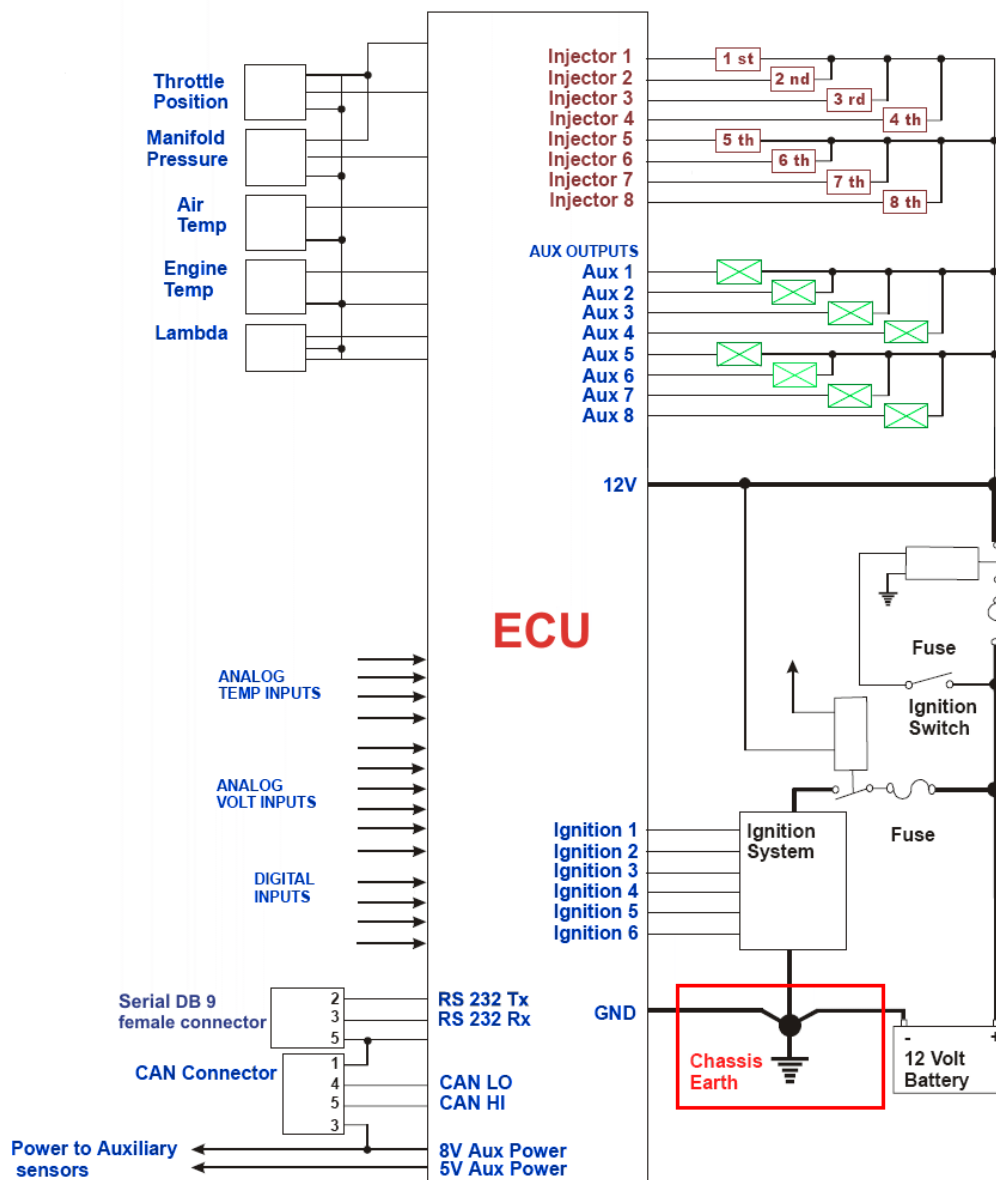 Throttle
Position
Manifold
Pressure
Air
Temp
Engine
Temp
Lambda
Injector 1
Injector 2
Injector 3
Injector 4
Injector 5
Injector 6
Injector 7
Injector 8
1 st
2 nd
3 rd
4 th
5 th
6 th
7 th
8 th
AUX OUTPUTS
Aux 1
Aux 2
Aux 3
Aux 4
Aux 5
Aux 6
Aux 7
Aux 8
12V
ECU
Fuse
Ignition
Switch
ANALOG
TEMP INPUTS
ANALOG
VOLT INPUTS
DIGITAL
INPUTS
Fuse
Ignition 1
Ignition 2
Ignition 3
Ignition 4
Ignition 5
Ignition 6
Ignition
System
Serial DB 9
female connector
2
3
5
RS 232 Tx
RS 232 Rx
GND
Chassis
Earth
- +
12 Volt
Battery
CAN Connector
1
4
5
3
CAN LO
CAN HI
Power to Auxiliary
sensors
8V Aux Power
5V Aux Power